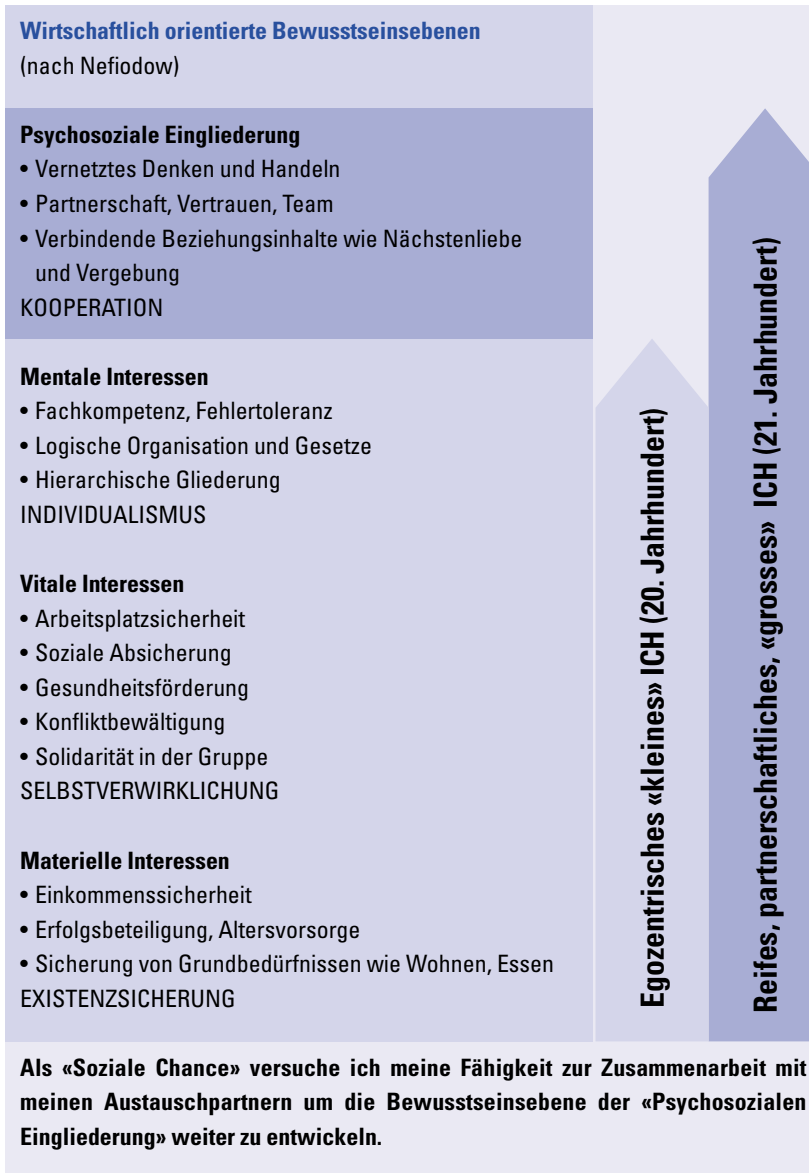 Wirtschaftlich orientierte Bewusstseinsebenen
(nach Nefiodow)
Psychosoziale Eingliederung
• Vernetztes Denken und Handeln
• Partnerschaft, Vertrauen, Team
• Verbindende Beziehungsinhalte wie Nächstenliebe
und Vergebung
KOOPERATION
Mentale Interessen
• Fachkompetenz, Fehlertoleranz
• Logische Organisation und Gesetze
• Hierarchische Gliederung
INDIVIDUALISMUS
Vitale Interessen
• Arbeitsplatzsicherheit
• Soziale Absicherung
• Gesundheitsförderung
• Konfliktbewältigung
• Solidarität in der Gruppe
SELBSTVERWIRKLICHUNG
Materielle Interessen
• Einkommenssicherheit
• Erfolgsbeteiligung, Altersvorsorge
• Sicherung von Grundbedürfnissen wie Wohnen, Essen
EXISTENZSICHERUNG
Egozentrisches «kleines» ICH (20. Jahrhundert)
Reifes, partnerschaftliches, «grosses» ICH (21. Jahrhundert)
Als «Soziale Chance» versuche ich meine Fähigkeit zur Zusammenarbeit mit
meinen Austauschpartnern um die Bewusstseinsebene der «Psychosozialen
Eingliederung» weiter zu entwickeln.